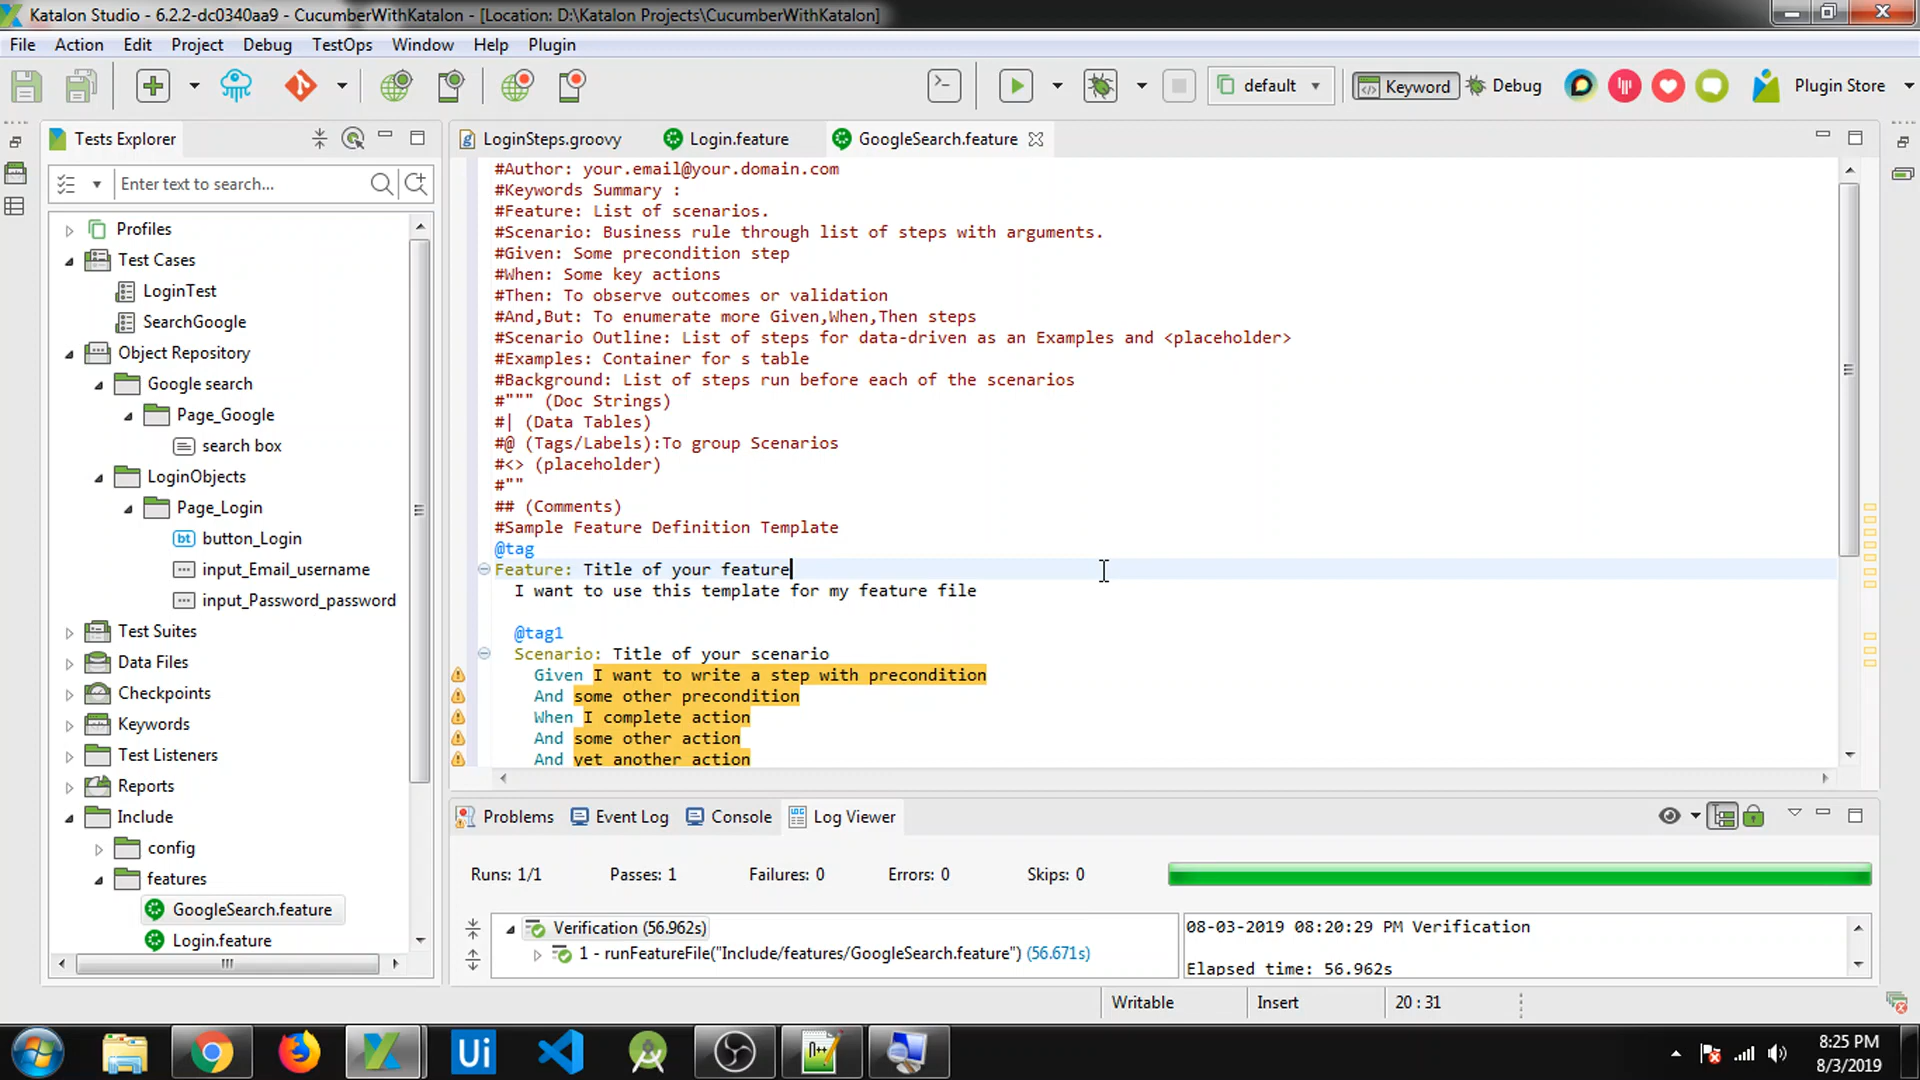 Katalon Studio - 6.2.2-dc0340aa9 - CucumberWithKatalon - [Location: D:\Katalon Projects\CucumberWithKatalon]
File Action Edit Project Debug TestOps Window Help Plugin
default Keyword Debug Plugin Store
Tests Explorer
Enter text to search...
Profiles
Test Cases
LoginTest
SearchGoogle
Object Repository
Google search
Page_Google
search box
LoginObjects
Page_Login
button_Login
input_Email_username
input_Password_password
Test Suites
Data Files
Checkpoints
Keywords
Test Listeners
Reports
Include
config
features
GoogleSearch.feature
Login.feature
LoginSteps.groovy Login.feature GoogleSearch.feature
#Author: your.email@your.domain.com
#Keywords Summary :
#Feature: List of scenarios.
#Scenario: Business rule through list of steps with arguments.
#Given: Some precondition step
#When: Some key actions
#Then: To observe outcomes or validation
#And,But: To enumerate more Given,When,Then steps
#Scenario Outline: List of steps for data-driven as an Examples and <placeholder>
#Examples: Container for s table
#Background: List of steps run before each of the scenarios
#""" (Doc Strings)
#| (Data Tables)
#@ (Tags/Labels):To group Scenarios
#<> (placeholder)
#""
## (Comments)
#Sample Feature Definition Template
@tag
Feature: Title of your feature
I want to use this template for my feature file
@tag1
Scenario: Title of your scenario
Given I want to write a step with precondition
And some other precondition
When I complete action
And some other action
And yet another action
Problems Event Log Console Log Viewer
Runs: 1/1 Passes: 1 Failures: 0 Errors: 0 Skips: 0
Verification (56.962s)
1 - runFeatureFile("Include/features/GoogleSearch.feature") (56.671s)
08-03-2019 08:20:29 PM Verification
Elapsed time: 56.962s
Writable Insert 20 : 31
Ui
8:25 PM
8/3/2019